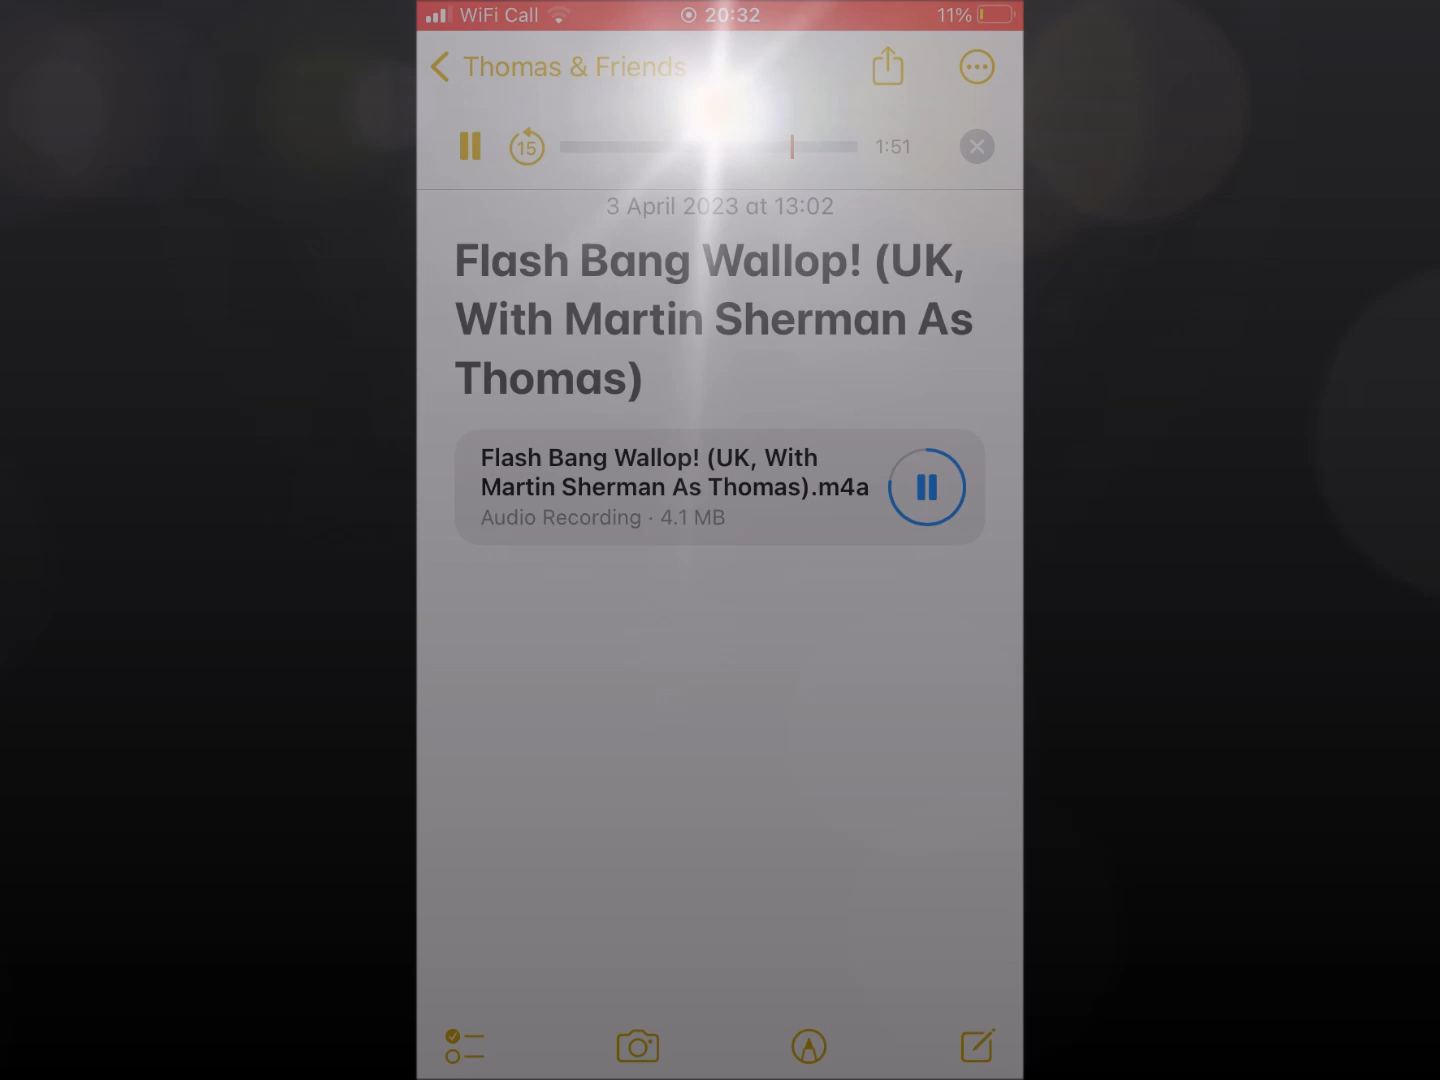 WiFi Call 20:32 11%
Thomas & Friends
15 1:51
3 April 2023 at 13:02
Flash Bang Wallop! (UK,
With Martin Sherman As
Thomas)
Flash Bang Wallop! (UK, With
Martin Sherman As Thomas).m4a
Audio Recording · 4.1 MB